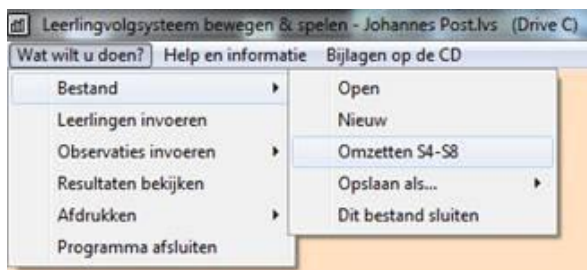 Leerlingvolgsysteem bewegen & spelen - Johannes Post.lvs (Drive C)
Wat wilt u doen? Help en informatie Bijlagen op de CD
Bestand
Leerlingen invoeren
Observaties invoeren
Resultaten bekijken
Afdrukken
Programma afsluiten
Open
Nieuw
Omzetten S4-S8
Opslaan als...
Dit bestand sluiten